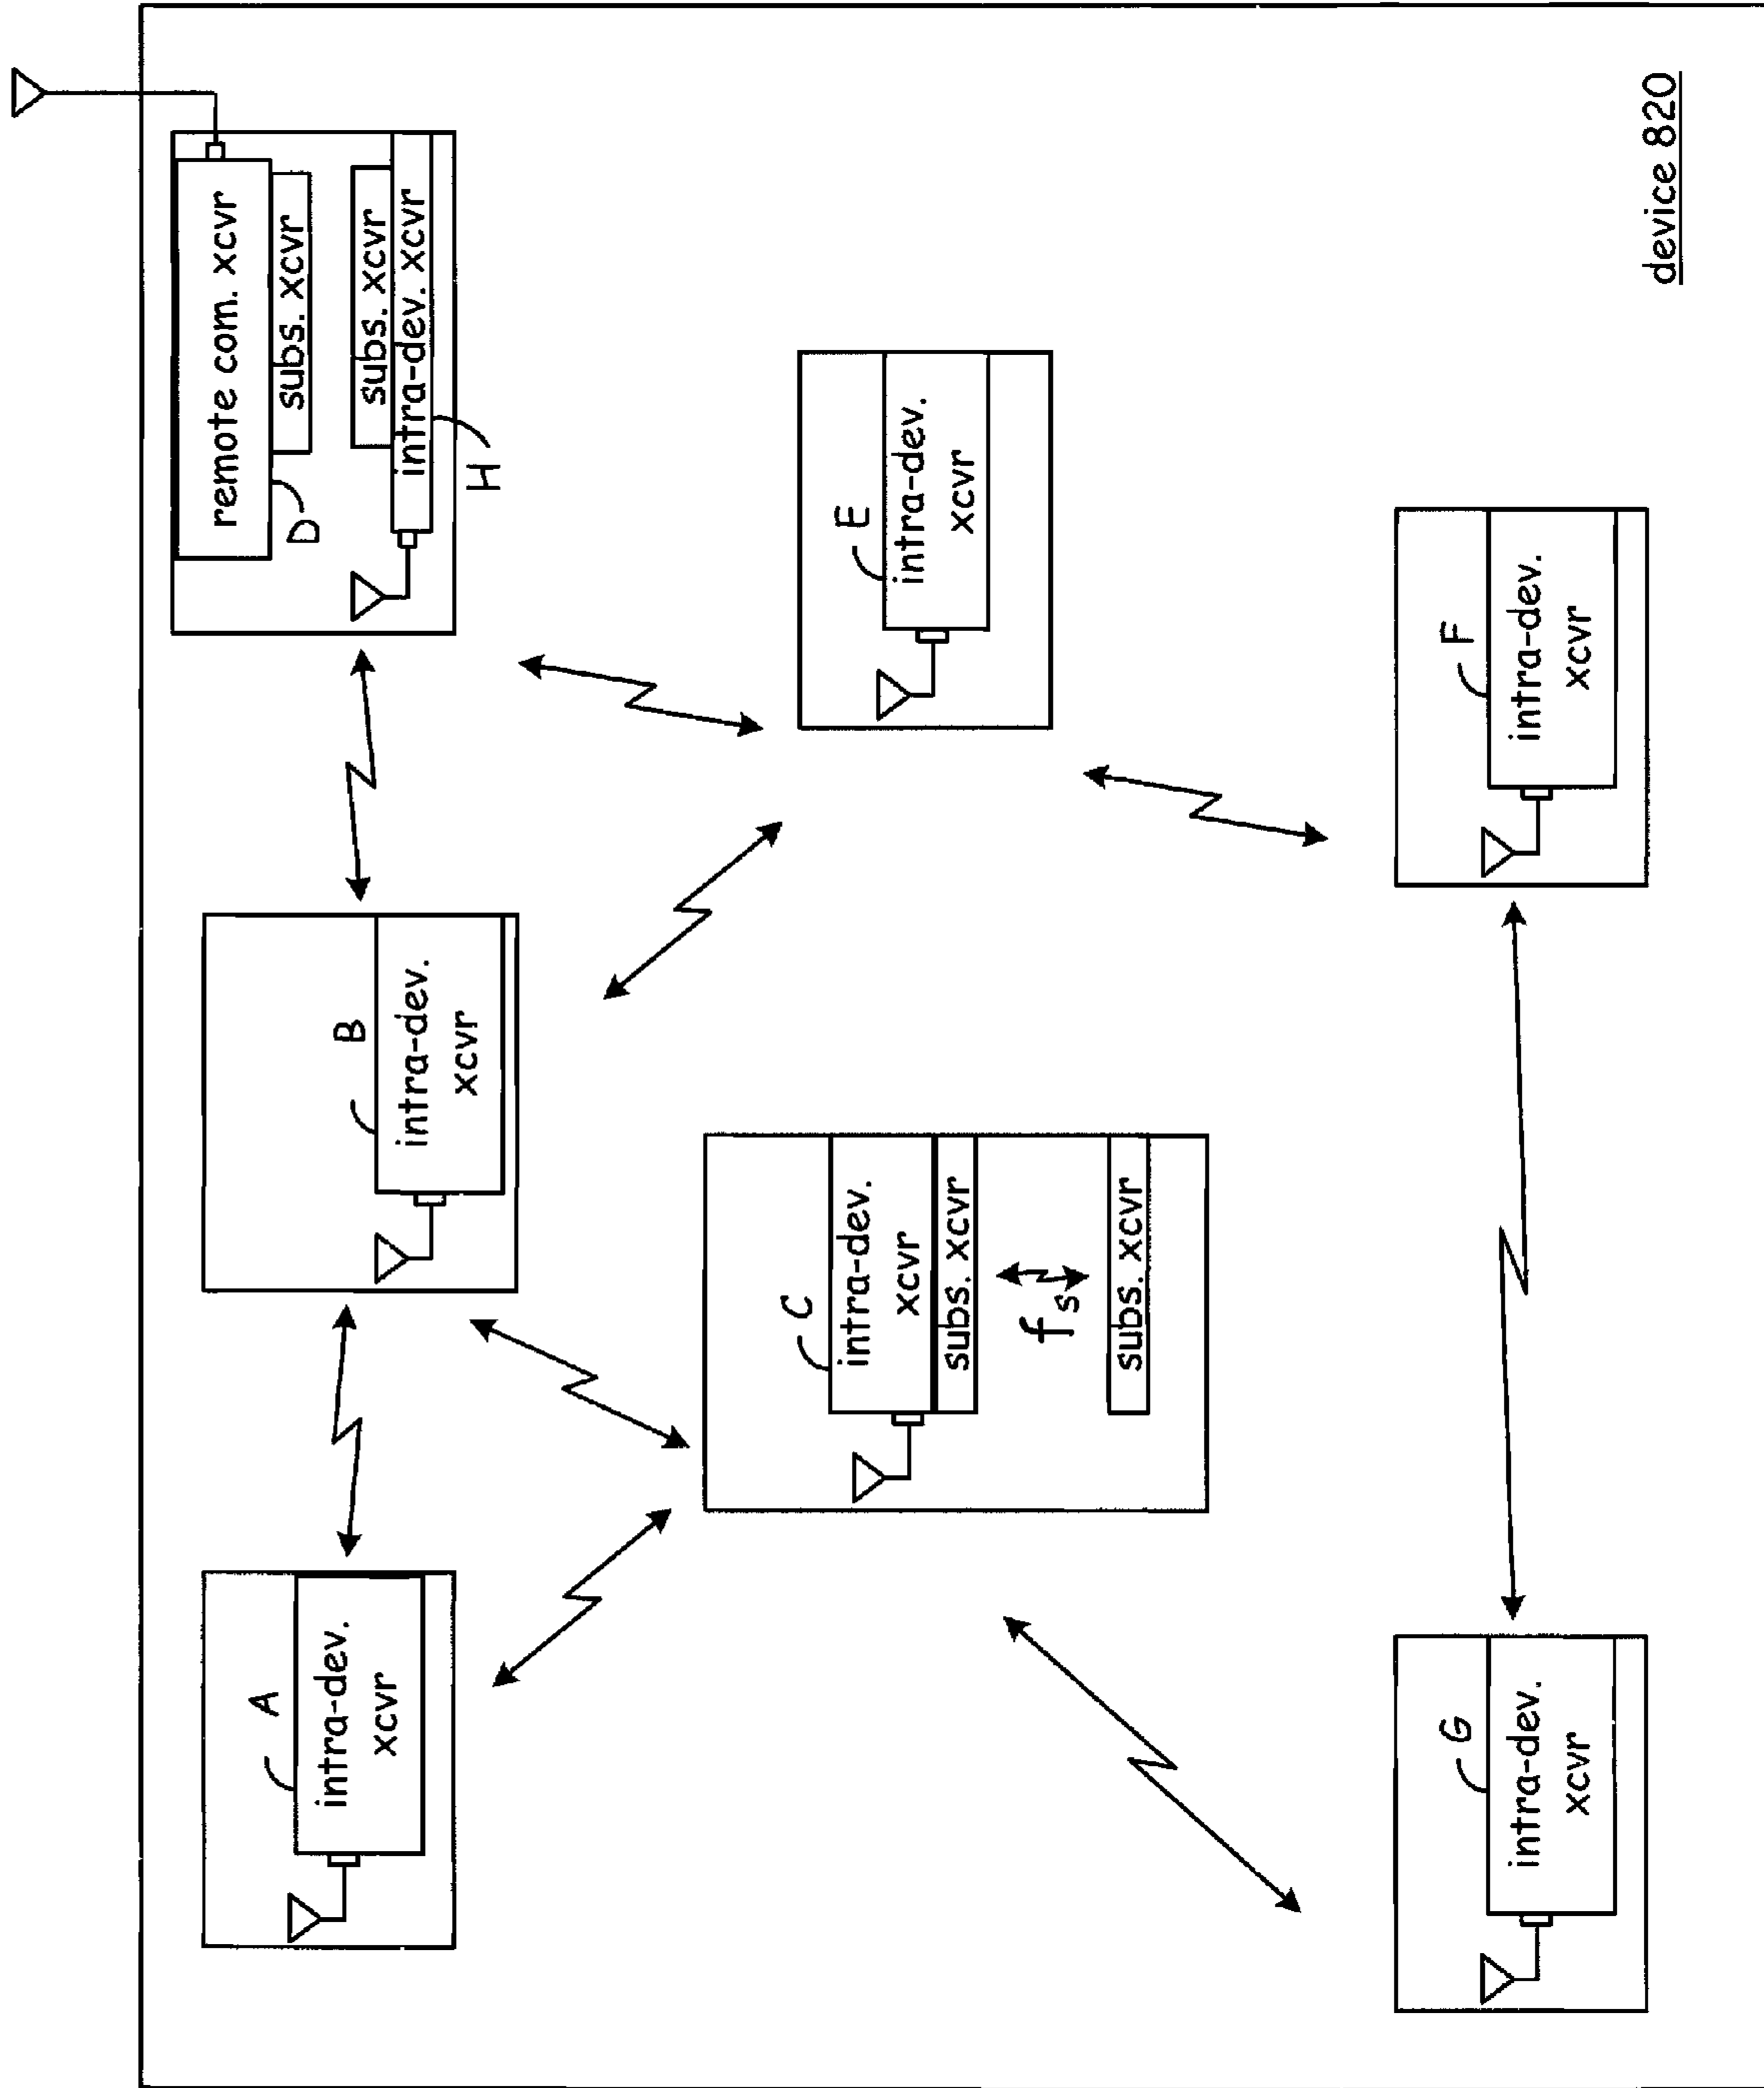 A
intra-dev.
xcvr
B
intra-dev.
xcvr
remote com. xcvr
D
subs. xcvr
subs. xcvr
intra-dev. xcvr
H
C
intra-dev.
xcvr
subs. xcvr
fs
subs. xcvr
E
intra-dev.
xcvr
G
intra-dev.
xcvr
F
intra-dev.
xcvr
device 820